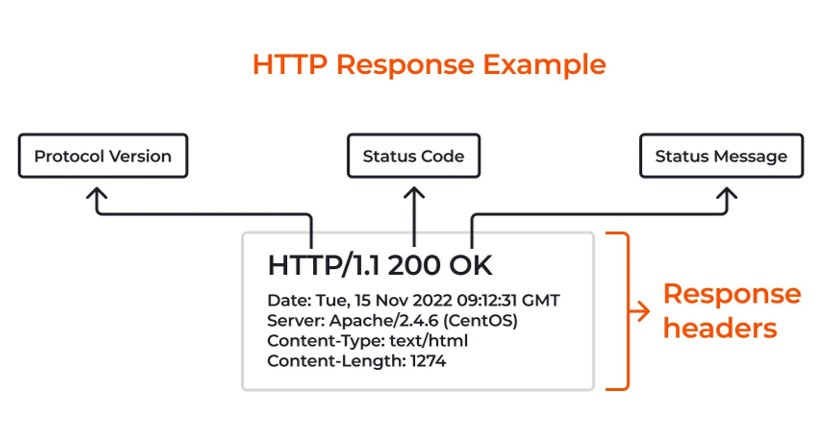 HTTP Response Example
Protocol Version
Status Code
Status Message
HTTP/1.1 200 OK
Date: Tue, 15 Nov 2022 09:12:31 GMT
Server: Apache/2.4.6 (CentOS)
Content-Type: text/html
Content-Length: 1274
Response
headers